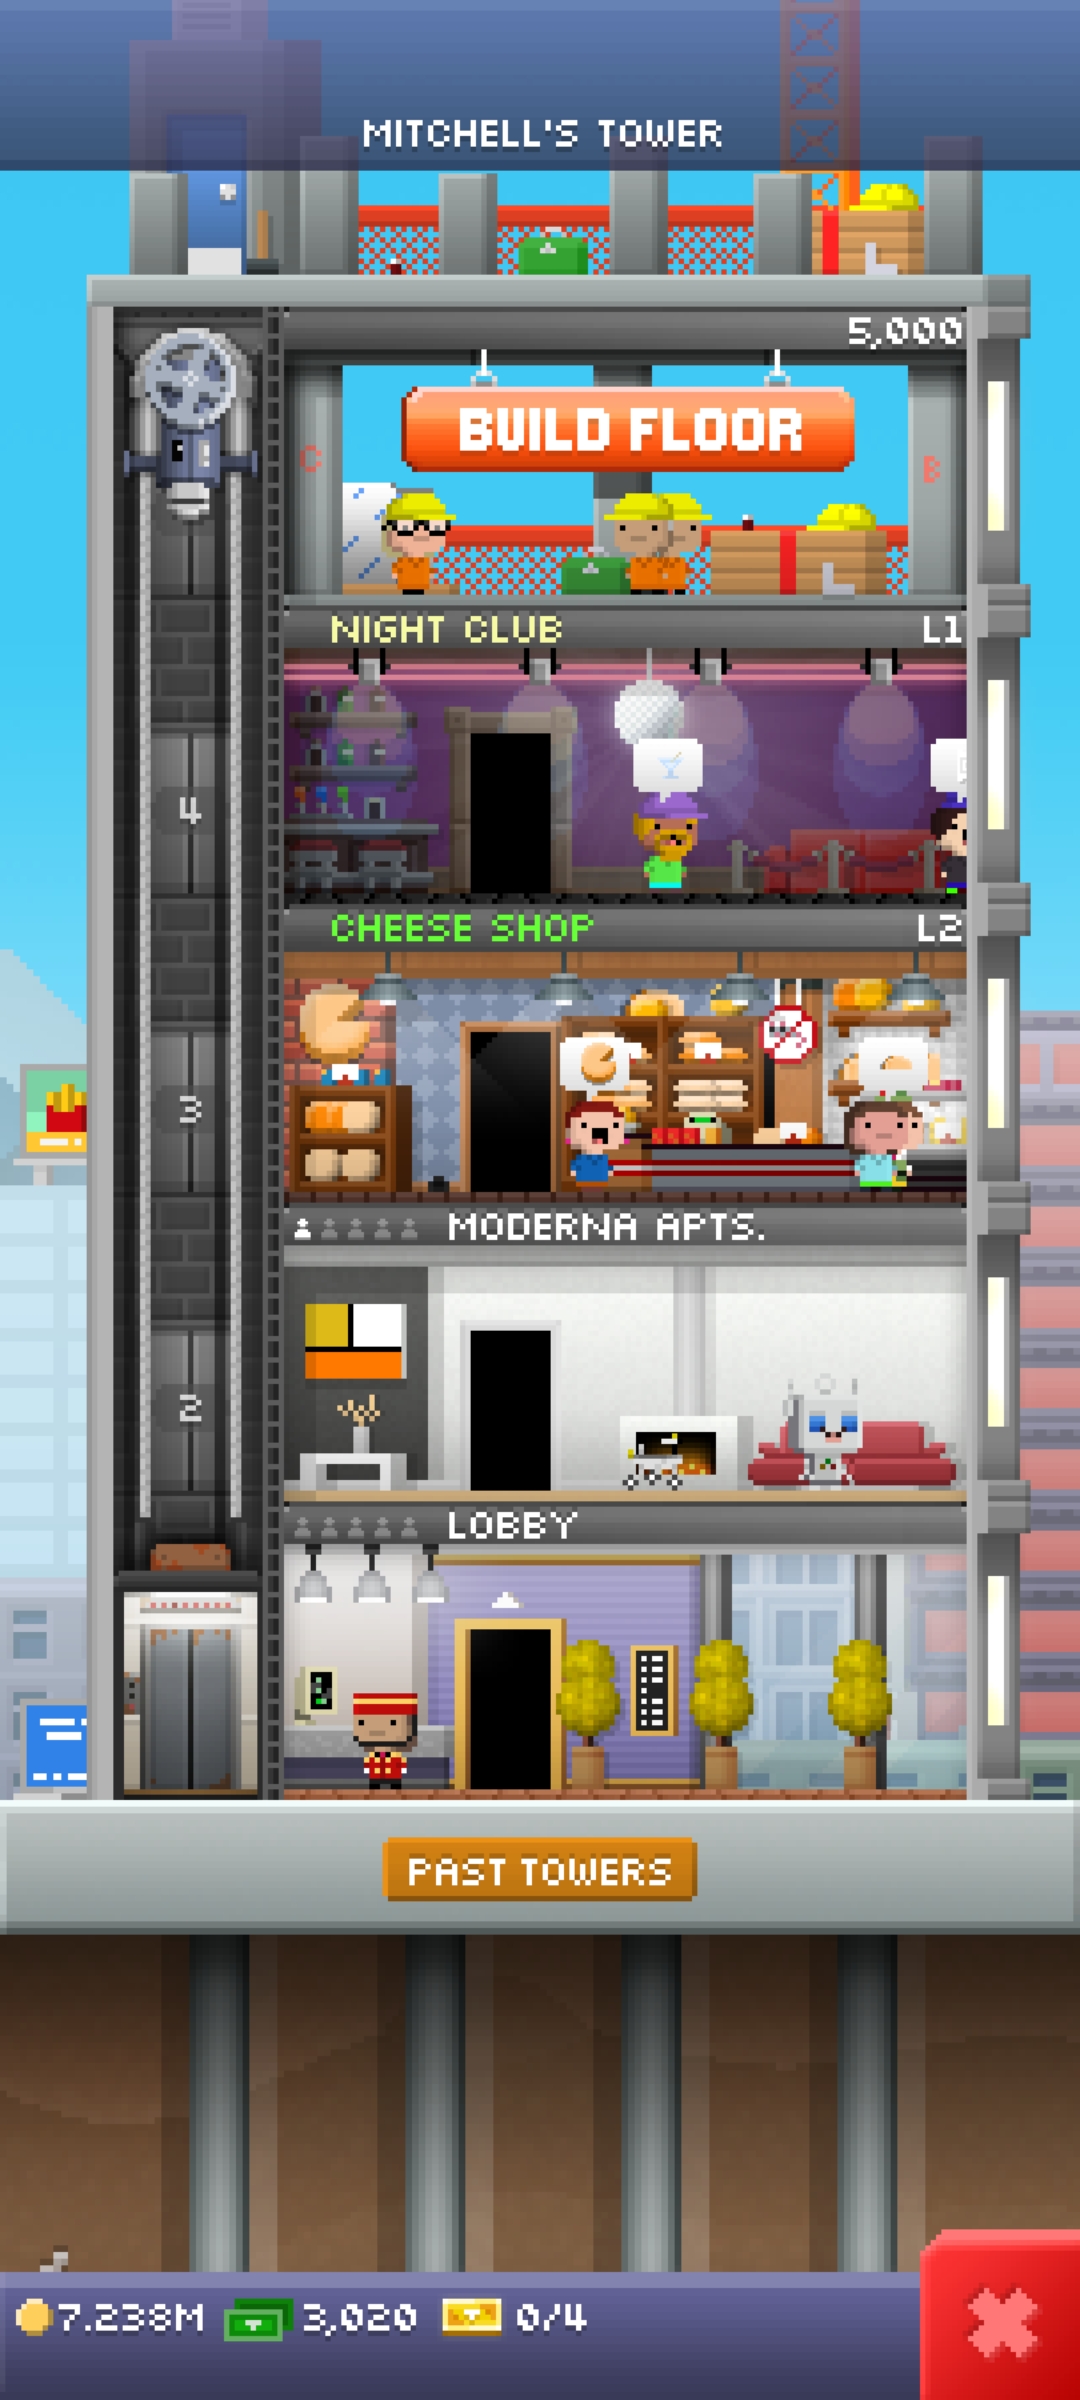 MITCHELL'S TOWER
5,000
BUILD FLOOR
C
B
NIGHT CLUB
L1
4
CHEESE SHOP
L2
3
MODERNA APTS.
2
LOBBY
PAST TOWERS
7.238M
3,020
0/4